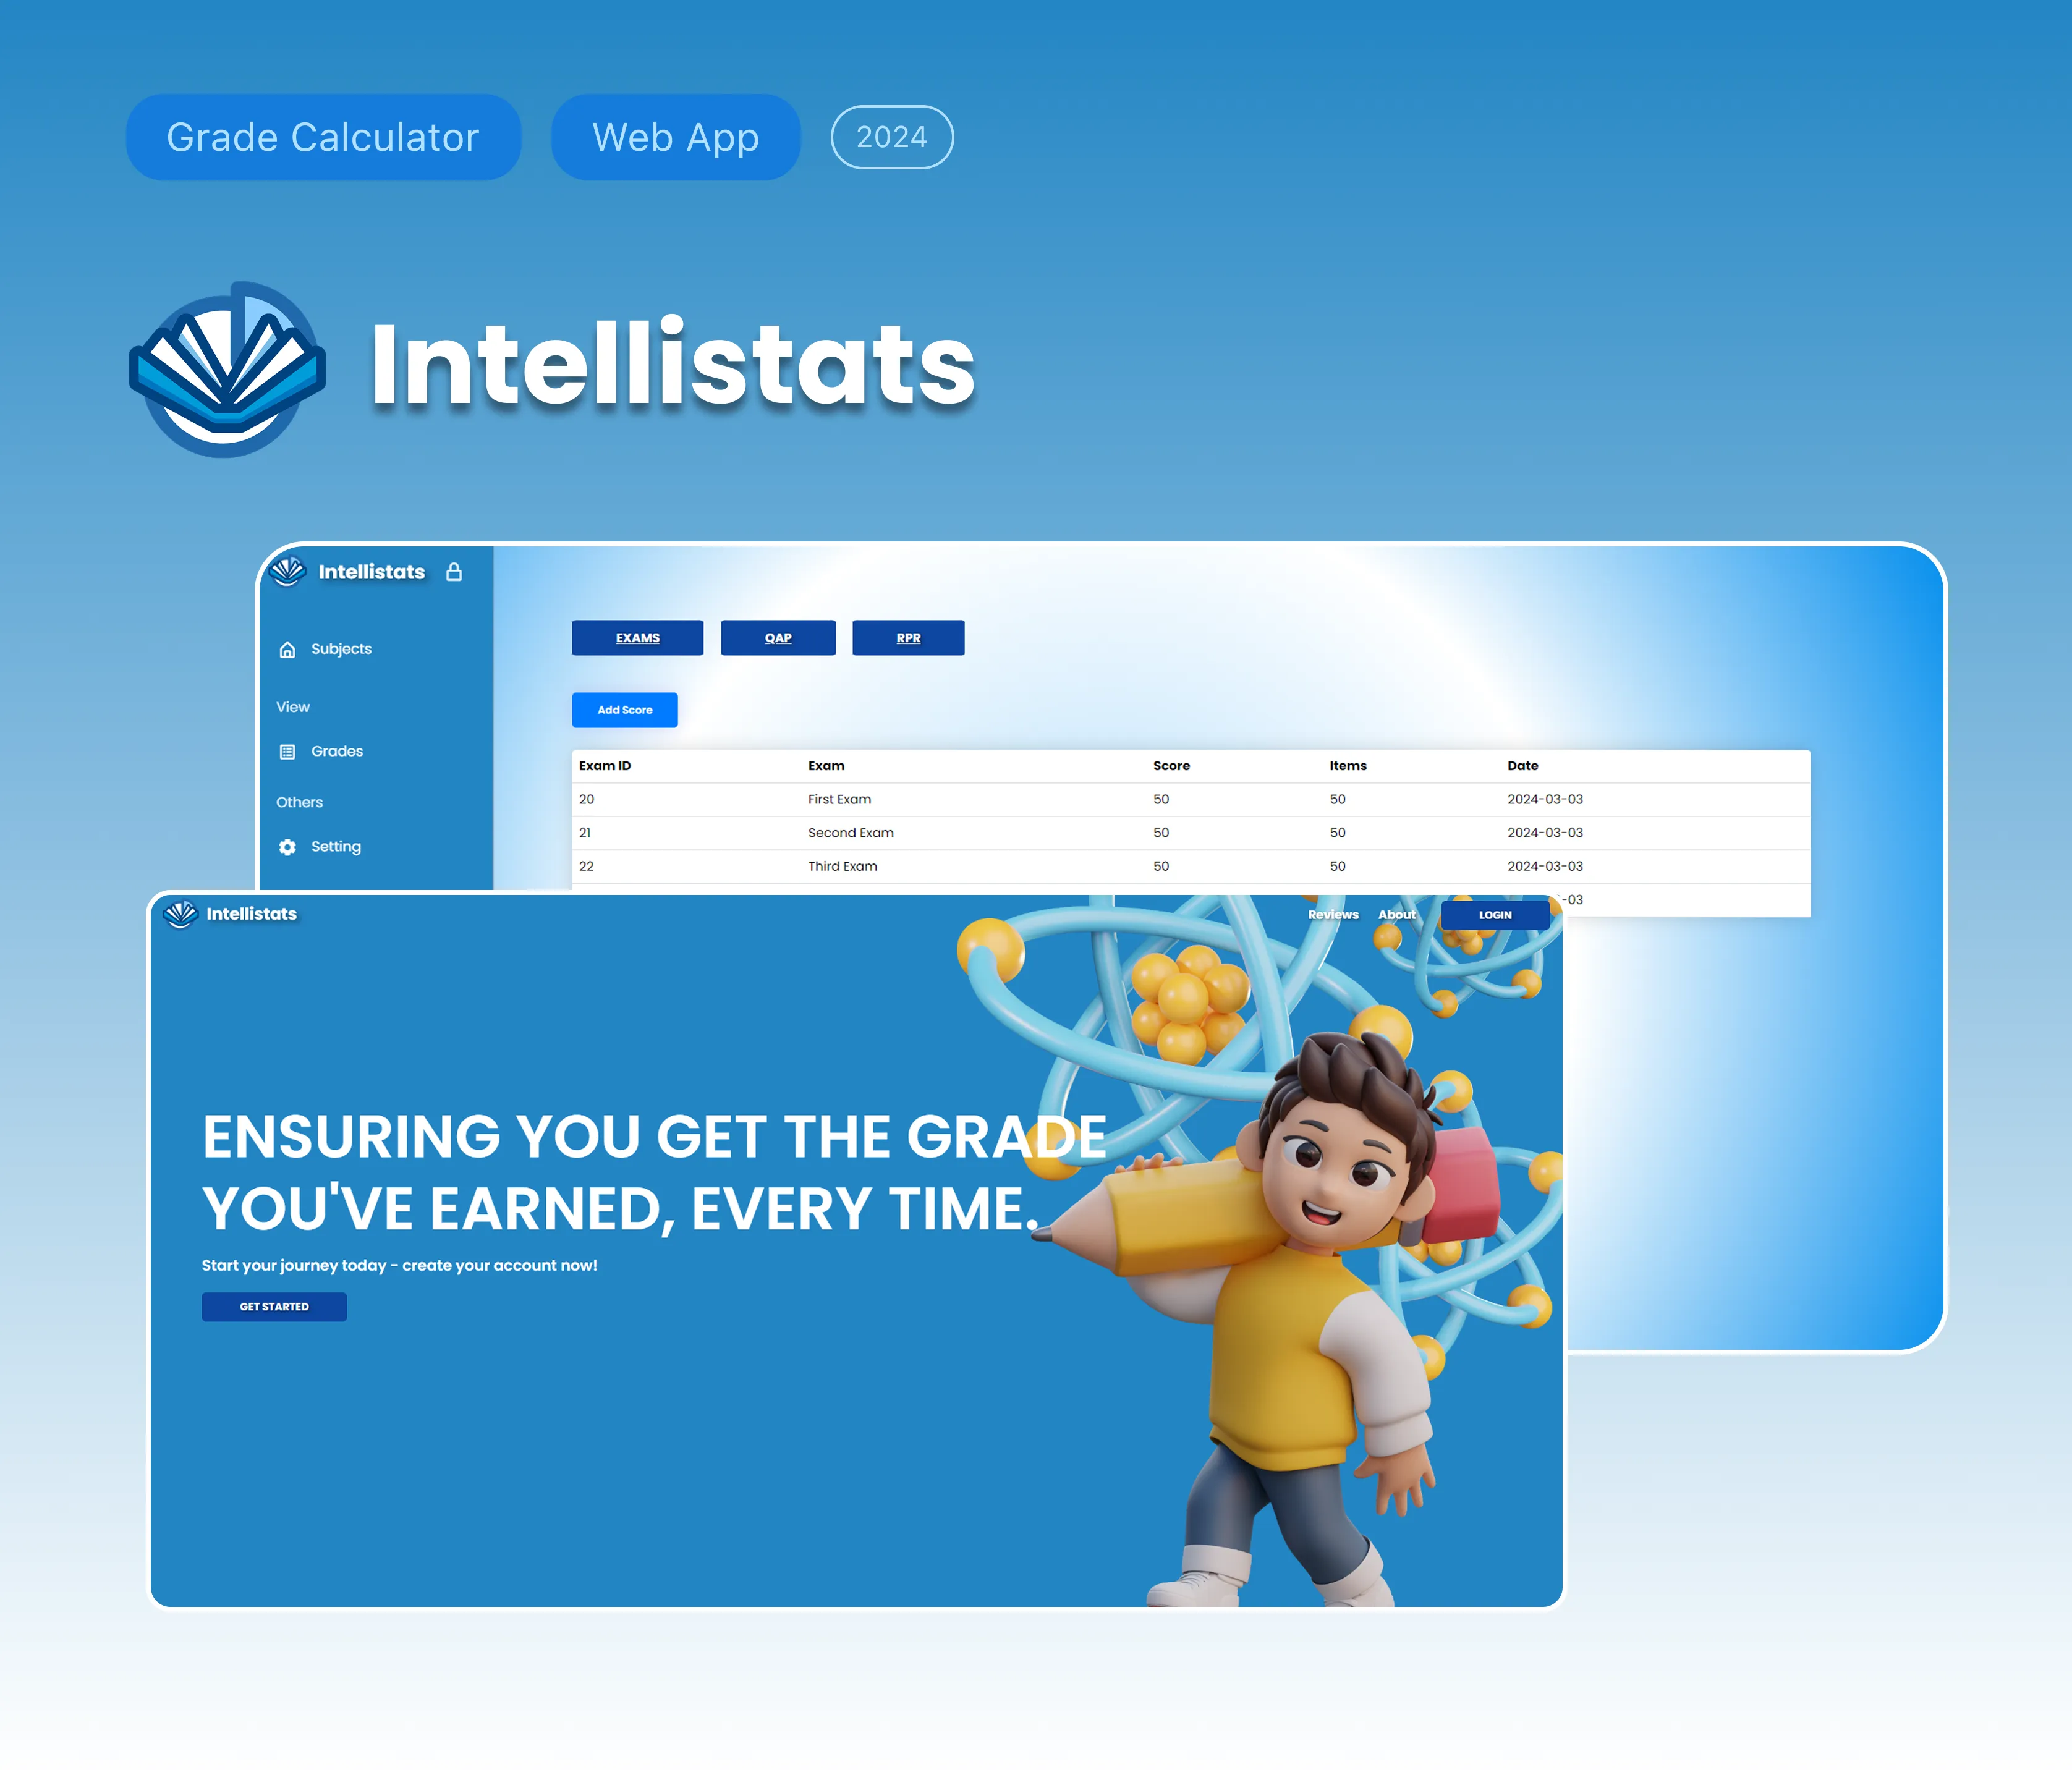 Grade Calculator Web App 2024
Intellistats
Intellistats
Subjects
View
Grades
Others
Setting
EXAMS QAP RPR
Add Score
Exam ID Exam Score Items Date
20 First Exam 50 50 2024-03-03
21 Second Exam 50 50 2024-03-03
22 Third Exam 50 50 2024-03-03
-03
Intellistats
Reviews About LOGIN
ENSURING YOU GET THE GRADE
YOU'VE EARNED, EVERY TIME.
Start your journey today - create your account now!
GET STARTED